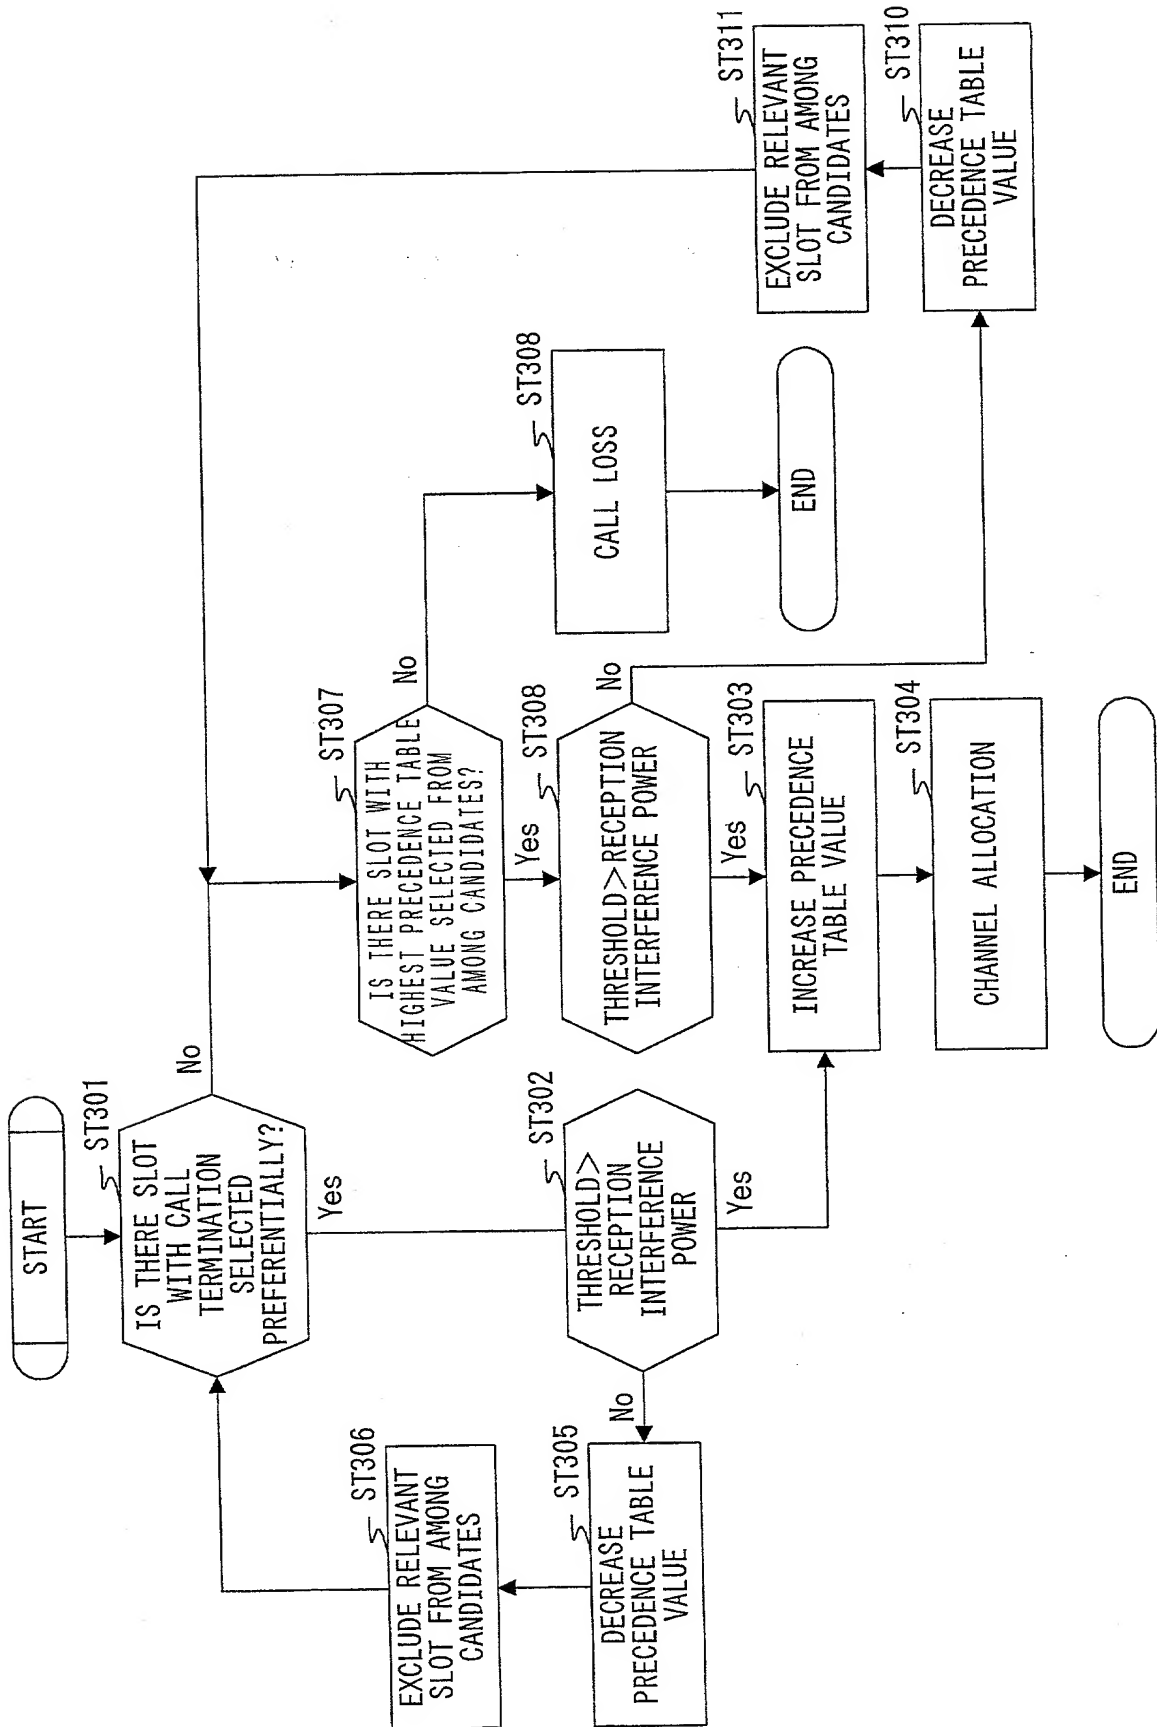 START
ST301
IS THERE SLOT
WITH CALL
TERMINATION
SELECTED
PREFERENTIALLY?
No
Yes
ST302
THRESHOLD>
RECEPTION
INTERFERENCE
POWER
No
Yes
ST305
DECREASE
PRECEDENCE TABLE
VALUE
ST306
EXCLUDE RELEVANT
SLOT FROM AMONG
CANDIDATES
ST307
IS THERE SLOT WITH
HIGHEST PRECEDENCE TABLE
VALUE SELECTED FROM
AMONG CANDIDATES?
No
Yes
ST308
THRESHOLD>RECEPTION
INTERFERENCE POWER
No
Yes
ST303
INCREASE PRECEDENCE
TABLE VALUE
ST304
CHANNEL ALLOCATION
END
ST308
CALL LOSS
END
ST311
EXCLUDE RELEVANT
SLOT FROM AMONG
CANDIDATES
ST310
DECREASE
PRECEDENCE TABLE
VALUE